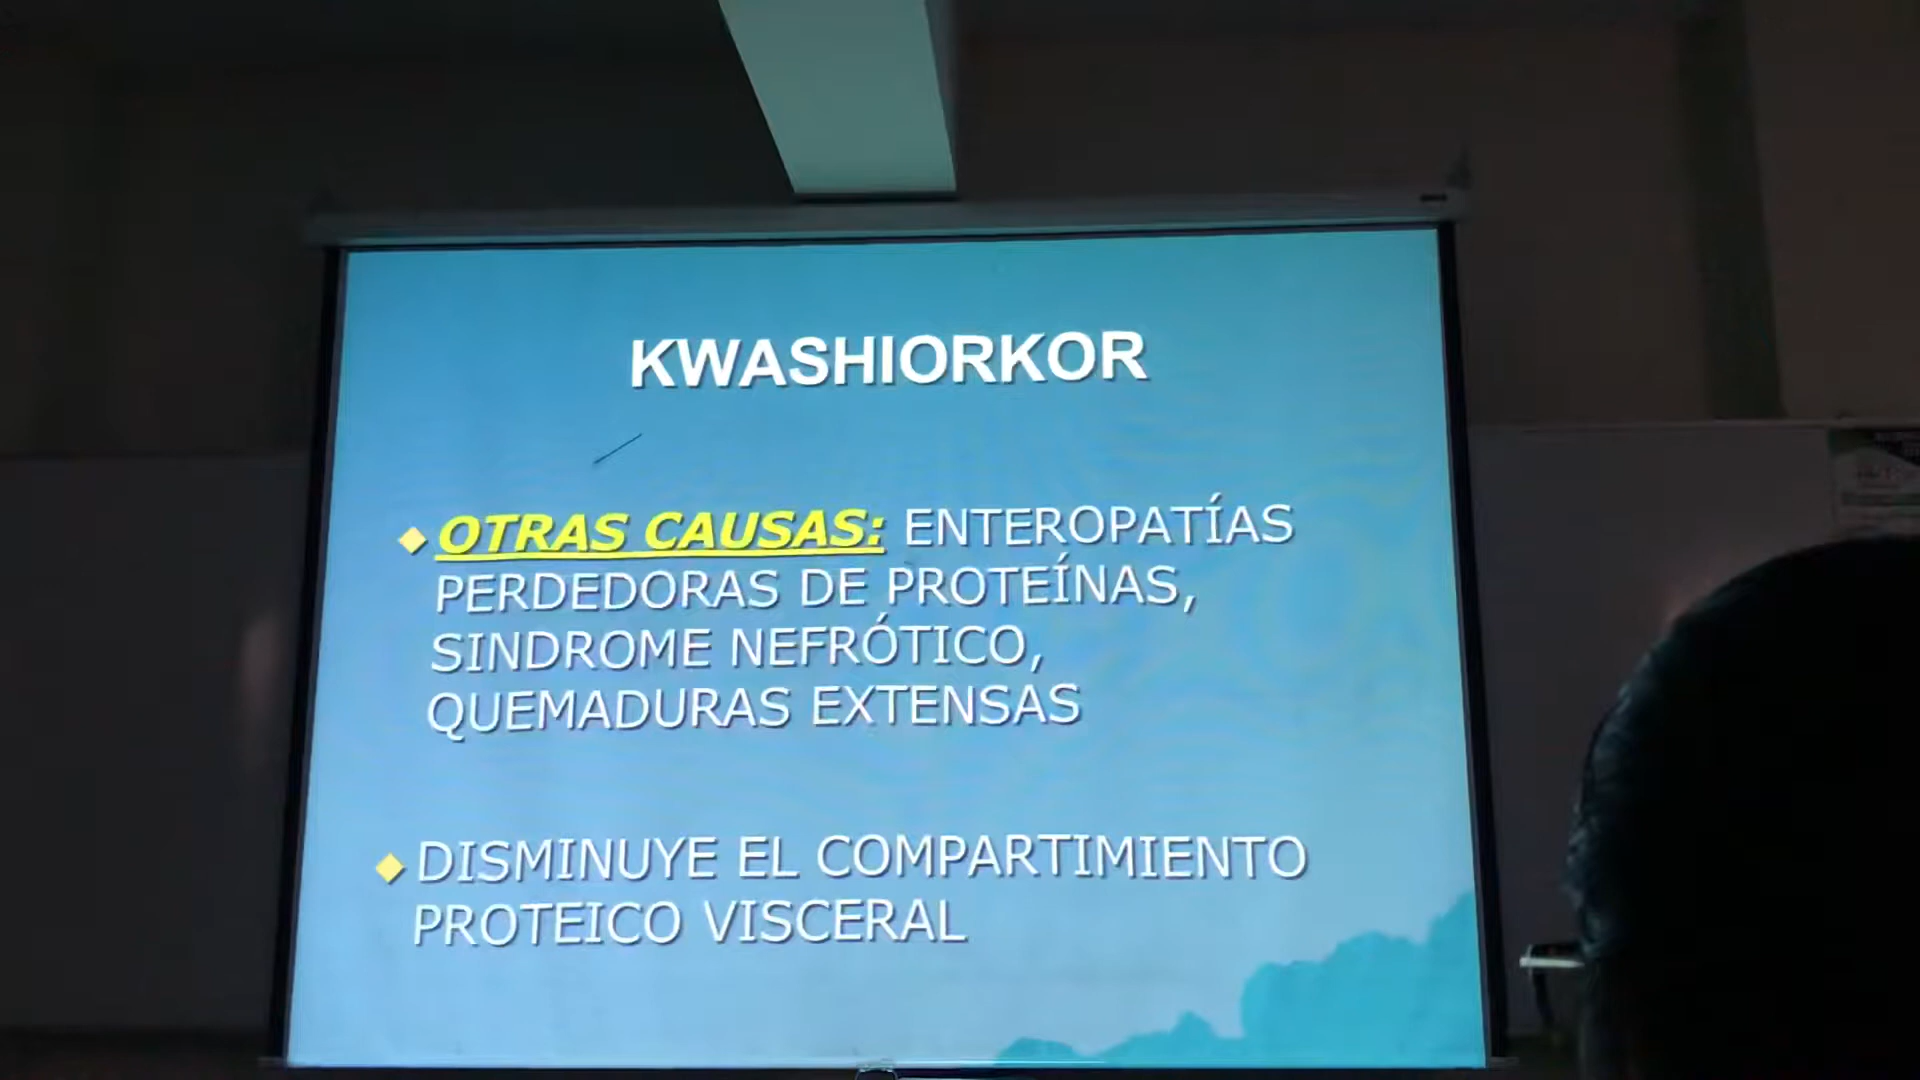 KWASHIORKOR
OTRAS CAUSAS: ENTEROPATÍAS
PERDEDORAS DE PROTEÍNAS,
SINDROME NEFRÓTICO,
QUEMADURAS EXTENSAS
DISMINUYE EL COMPARTIMIENTO
PROTEICO VISCERAL